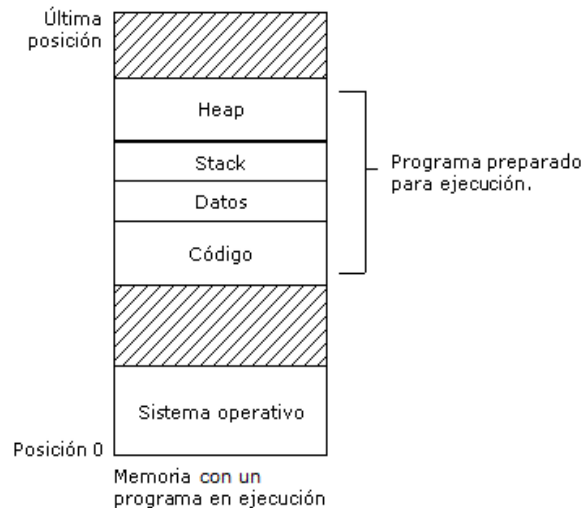 Última
posición
Heap
Stack
Datos
Código
Programa preparado
para ejecución.
Sistema operativo
Posición 0
Memoria con un
programa en ejecución